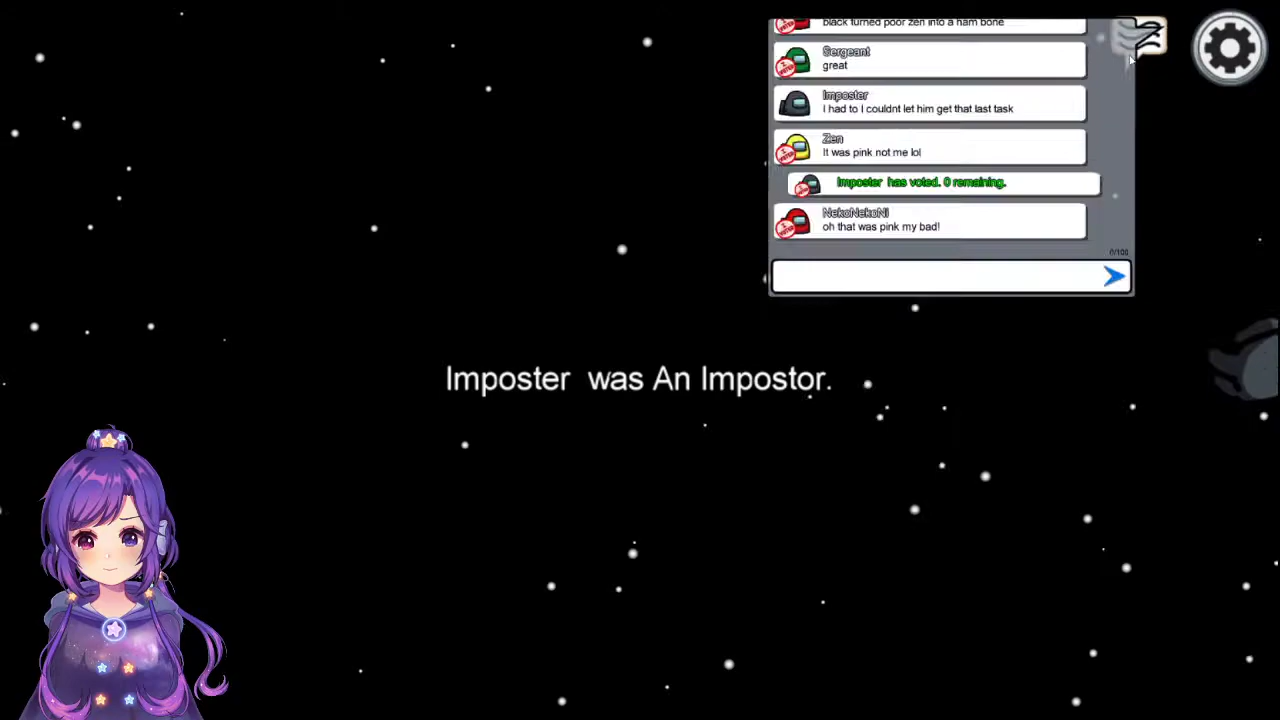 black turned poor zen into a ham bone
Sergeant
great
Imposter
I had to I couldnt let him get that last task
Zen
It was pink not me lol
Imposter has voted. 0 remaining.
NekoNekoNi
oh that was pink my bad!
0/100
Imposter was An Impostor.